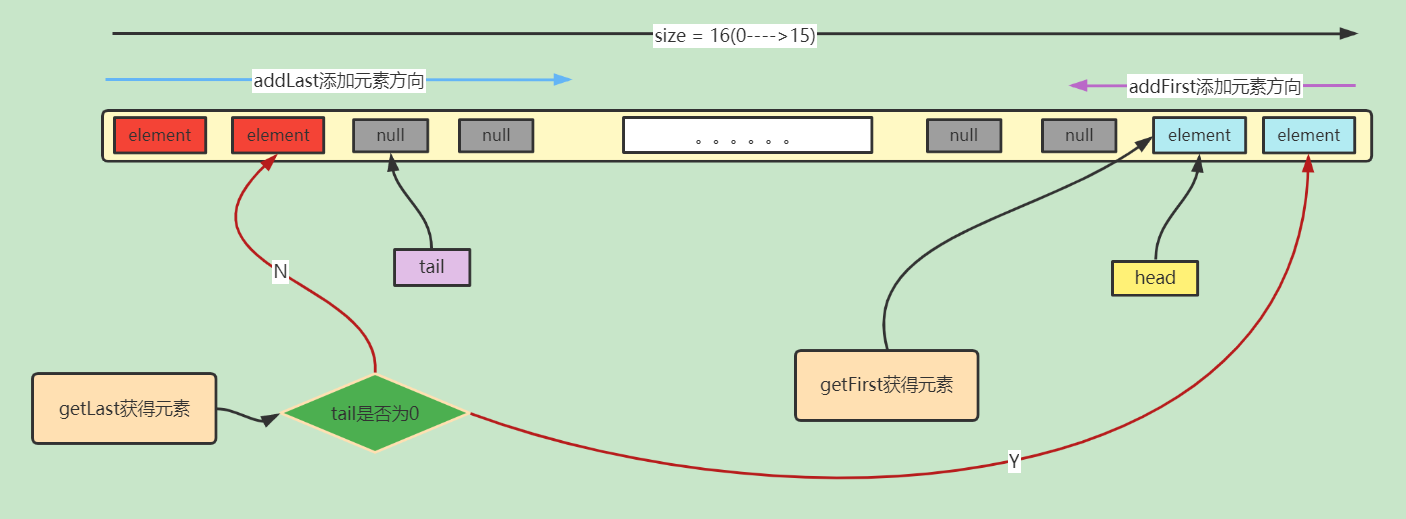 size = 16(0---->15)
addLast添加元素方向
addFirst添加元素方向
element
element
null
null
。。。。。。
null
null
element
element
N
tail
head
getLast获得元素
tail是否为0
getFirst获得元素
Y